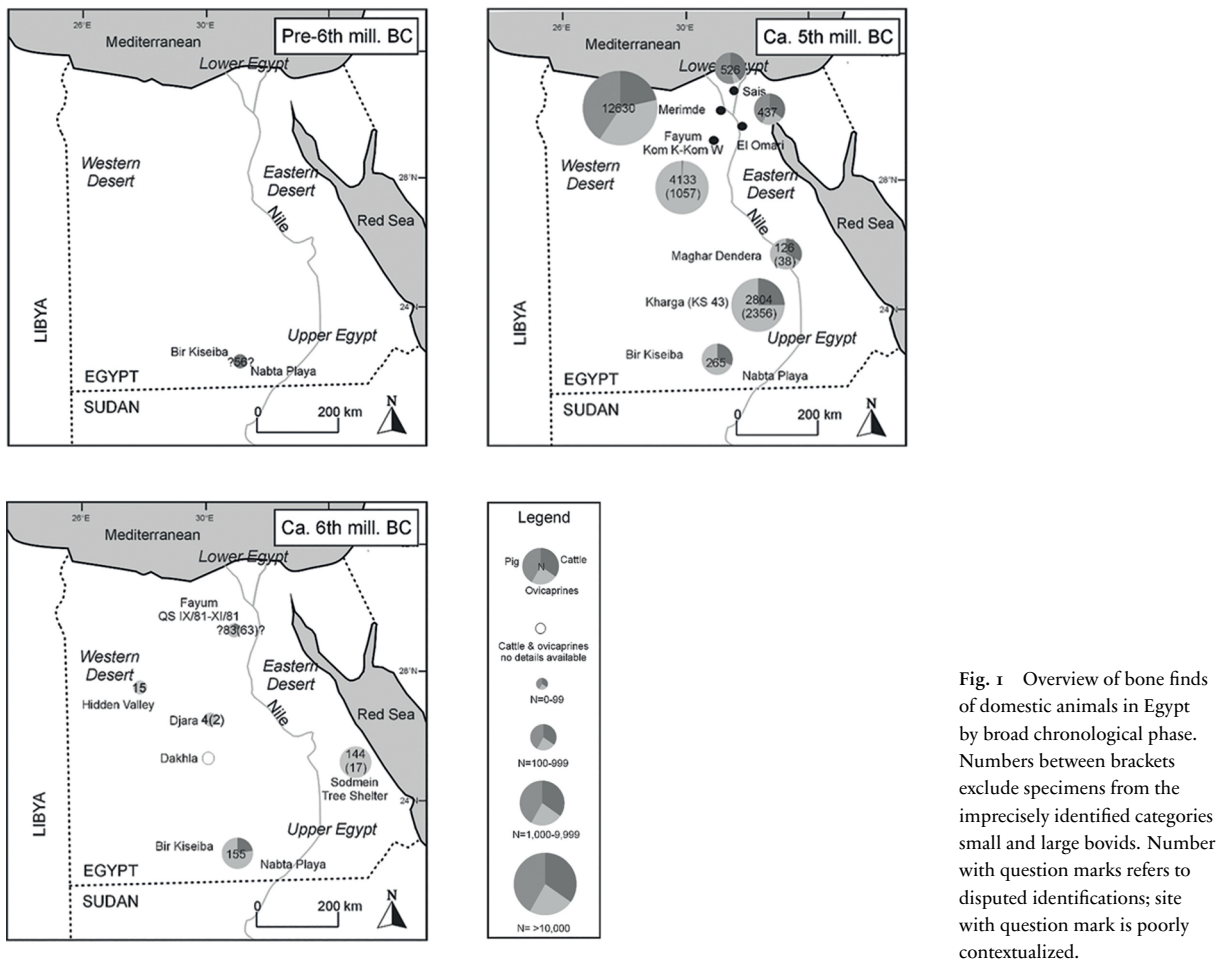 26°E
30°E
Pre-6th mill. BC
Mediterranean
Lower Egypt
Western
Desert
Eastern
Desert
28°N
Nile
Red Sea
LIBYA
24°N
Upper Egypt
Bir Kiseiba
?56?
Nabta Playa
EGYPT
SUDAN
0
200 km
N
26°E
30°E
Ca. 5th mill. BC
Mediterranean
Lower Egypt
526
Sais
12630
Merimde
437
Fayum
Kom K-Kom W
El Omari
Western
Desert
4133
(1057)
Eastern
Desert
28°N
Nile
Red Sea
Maghar Dendera
126
(38)
Kharga (KS 43)
2804
(2356)
LIBYA
24°N
Upper Egypt
Bir Kiseiba
265
Nabta Playa
EGYPT
SUDAN
0
200 km
N
26°E
30°E
Ca. 6th mill. BC
Mediterranean
Lower Egypt
Fayum
QS IX/81-XI/81
?83(63)?
Western
Desert
Eastern
Desert
28°N
15
Hidden Valley
Nile
Djara 4(2)
Red Sea
Dakhla
144
(17)
Sodmein
Tree Shelter
24°N
LIBYA
Upper Egypt
Bir Kiseiba
155
Nabta Playa
EGYPT
SUDAN
0
200 km
N
Legend
Pig
N
Cattle
Ovicaprines
Cattle & ovicaprines
no details available
N=0-99
N=100-999
N=1,000-9,999
N= >10,000
Fig. 1 Overview of bone finds
of domestic animals in Egypt
by broad chronological phase.
Numbers between brackets
exclude specimens from the
imprecisely identified categories
small and large bovids. Number
with question marks refers to
disputed identifications; site
with question mark is poorly
contextualized.